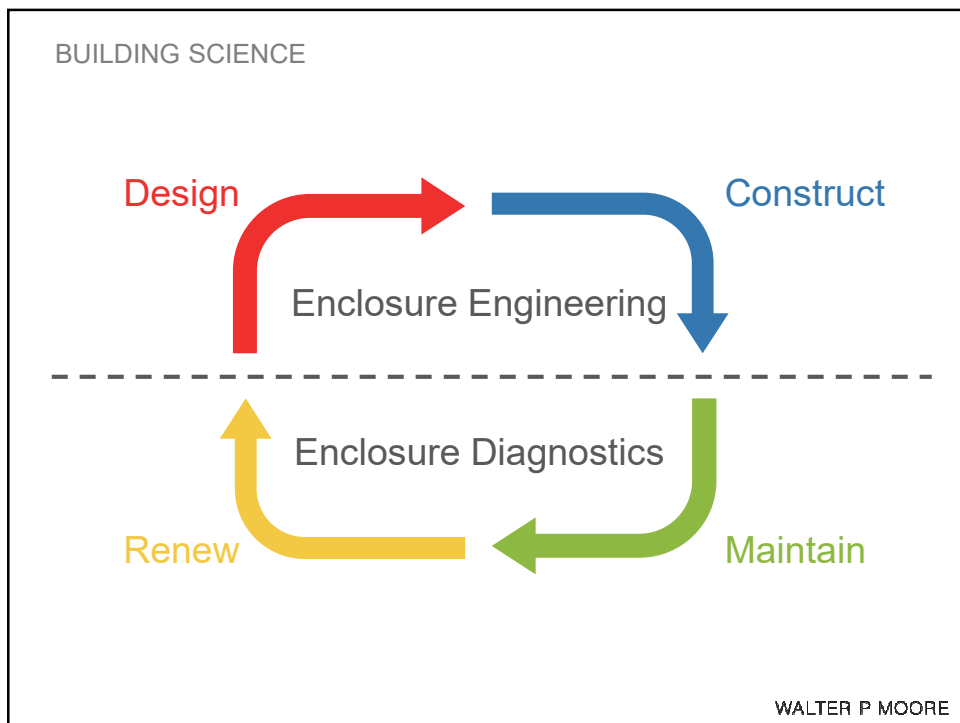 BUILDING SCIENCE
Design
Construct
Enclosure Engineering
Enclosure Diagnostics
Renew
Maintain
WALTER P MOORE